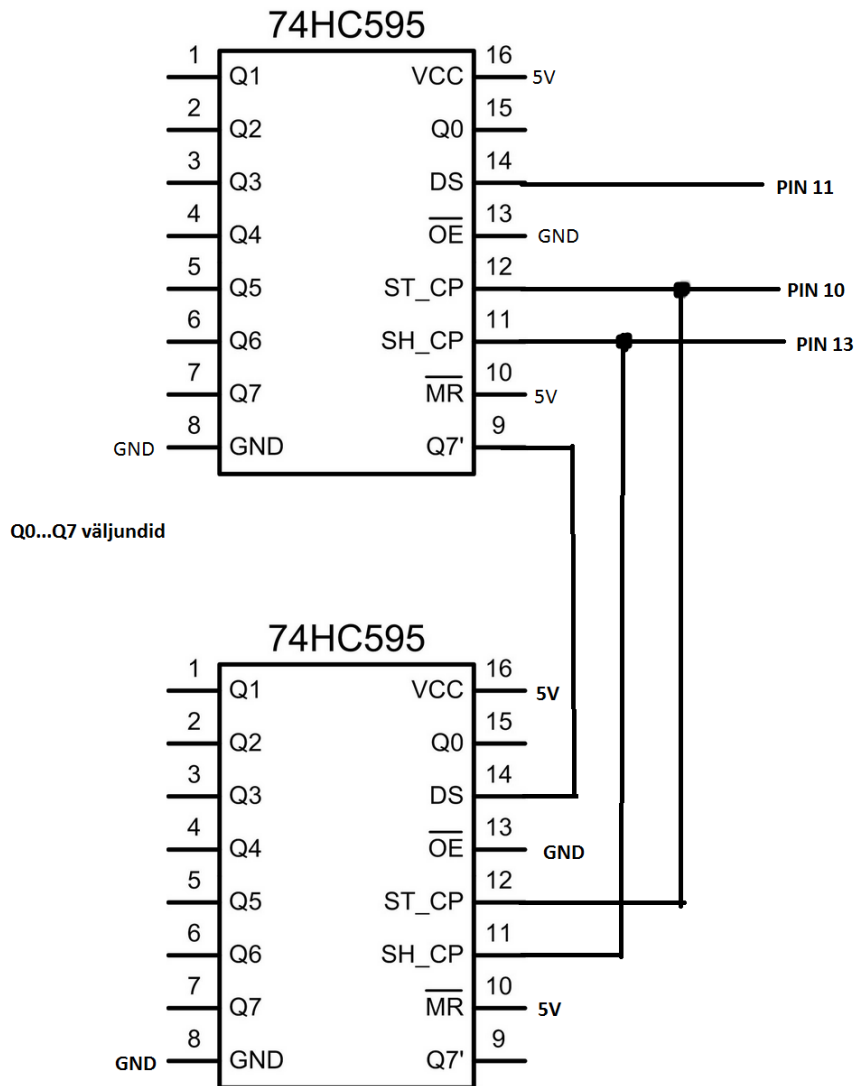 74HC595
1 Q1 VCC 16 5V
2 Q2 Q0 15
3 Q3 DS 14 PIN 11
4 Q4 OE 13 GND
5 Q5 ST_CP 12 PIN 10
6 Q6 SH_CP 11 PIN 13
7 Q7 MR 10 5V
GND 8 GND Q7' 9
Q0...Q7 väljundid
74HC595
1 Q1 VCC 16 5V
2 Q2 Q0 15
3 Q3 DS 14
4 Q4 OE 13 GND
5 Q5 ST_CP 12
6 Q6 SH_CP 11
7 Q7 MR 10 5V
GND 8 GND Q7' 9